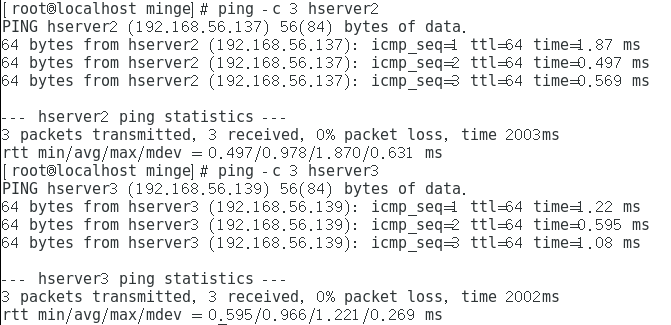 [root@localhost minge]# ping -c 3 hserver2
PING hserver2 (192.168.56.137) 56(84) bytes of data.
64 bytes from hserver2 (192.168.56.137): icmp_seq=1 ttl=64 time=1.87 ms
64 bytes from hserver2 (192.168.56.137): icmp_seq=2 ttl=64 time=0.497 ms
64 bytes from hserver2 (192.168.56.137): icmp_seq=3 ttl=64 time=0.569 ms
--- hserver2 ping statistics ---
3 packets transmitted, 3 received, 0% packet loss, time 2003ms
rtt min/avg/max/mdev = 0.497/0.978/1.870/0.631 ms
[root@localhost minge]# ping -c 3 hserver3
PING hserver3 (192.168.56.139) 56(84) bytes of data.
64 bytes from hserver3 (192.168.56.139): icmp_seq=1 ttl=64 time=1.22 ms
64 bytes from hserver3 (192.168.56.139): icmp_seq=2 ttl=64 time=0.595 ms
64 bytes from hserver3 (192.168.56.139): icmp_seq=3 ttl=64 time=1.08 ms
--- hserver3 ping statistics ---
3 packets transmitted, 3 received, 0% packet loss, time 2002ms
rtt min/avg/max/mdev = 0.595/0.966/1.221/0.269 ms